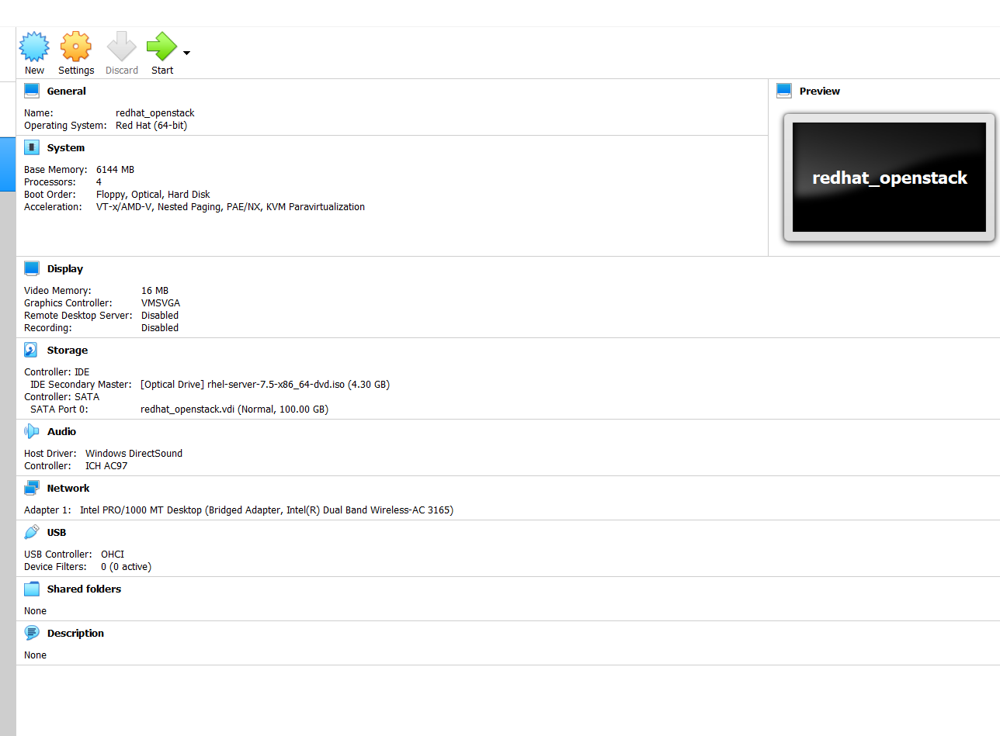 New Settings Discard Start
General
Name: redhat_openstack
Operating System: Red Hat (64-bit)
Preview
redhat_openstack
System
Base Memory: 6144 MB
Processors: 4
Boot Order: Floppy, Optical, Hard Disk
Acceleration: VT-x/AMD-V, Nested Paging, PAE/NX, KVM Paravirtualization
Display
Video Memory: 16 MB
Graphics Controller: VMSVGA
Remote Desktop Server: Disabled
Recording: Disabled
Storage
Controller: IDE
IDE Secondary Master: [Optical Drive] rhel-server-7.5-x86_64-dvd.iso (4.30 GB)
Controller: SATA
SATA Port 0: redhat_openstack.vdi (Normal, 100.00 GB)
Audio
Host Driver: Windows DirectSound
Controller: ICH AC97
Network
Adapter 1: Intel PRO/1000 MT Desktop (Bridged Adapter, Intel(R) Dual Band Wireless-AC 3165)
USB
USB Controller: OHCI
Device Filters: 0 (0 active)
Shared folders
None
Description
None